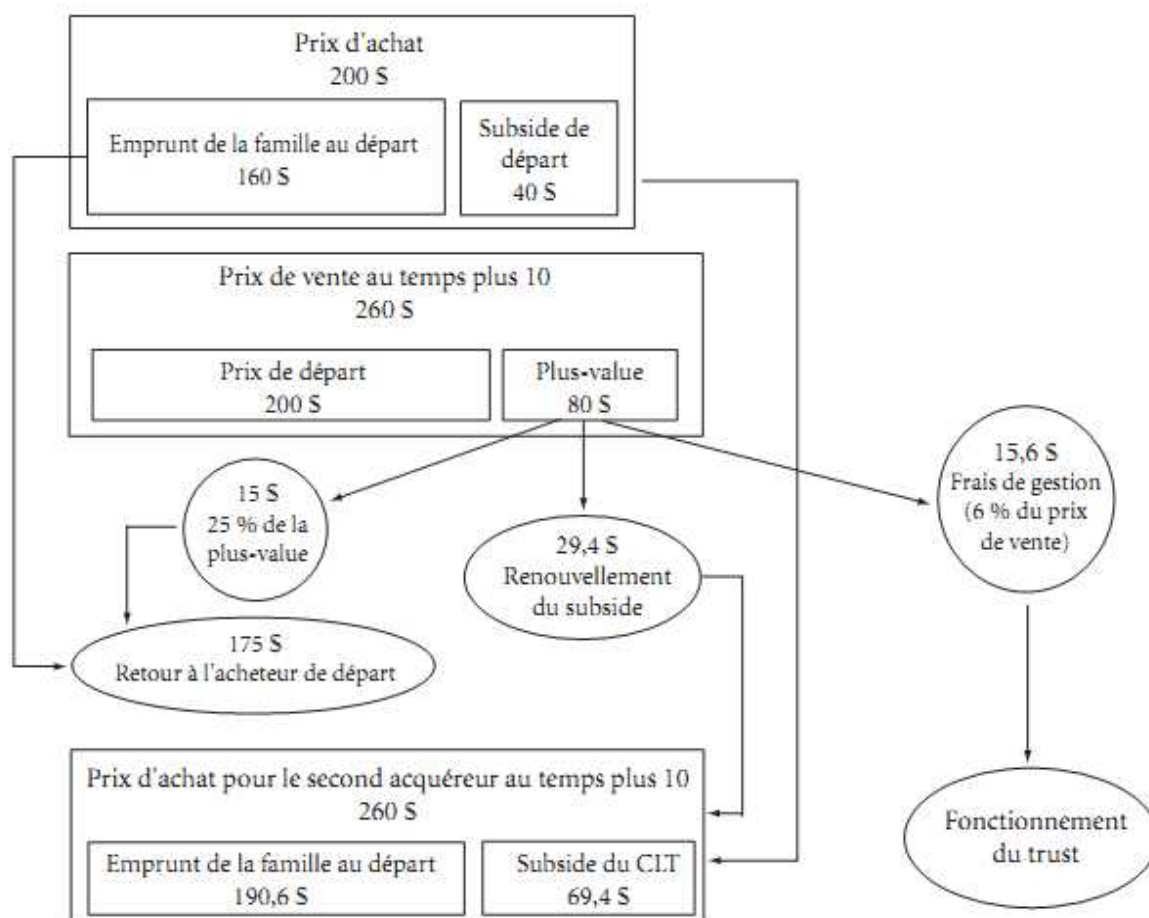 Prix d'achat
200 $
Emprunt de la famille au départ
160 $
Subside de
départ
40 $
Prix de vente au temps plus 10
260 $
Prix de départ
200 $
Plus-value
80 $
15 $
25 % de la
plus-value
29,4 $
Renouvellement
du subside
15,6 $
Frais de gestion
(6 % du prix
de vente)
175 $
Retour à l'acheteur de départ
Prix d'achat pour le second acquéreur au temps plus 10
260 $
Emprunt de la famille au départ
190,6 $
Subside du C.I.T
69,4 $
Fonctionnement
du trust